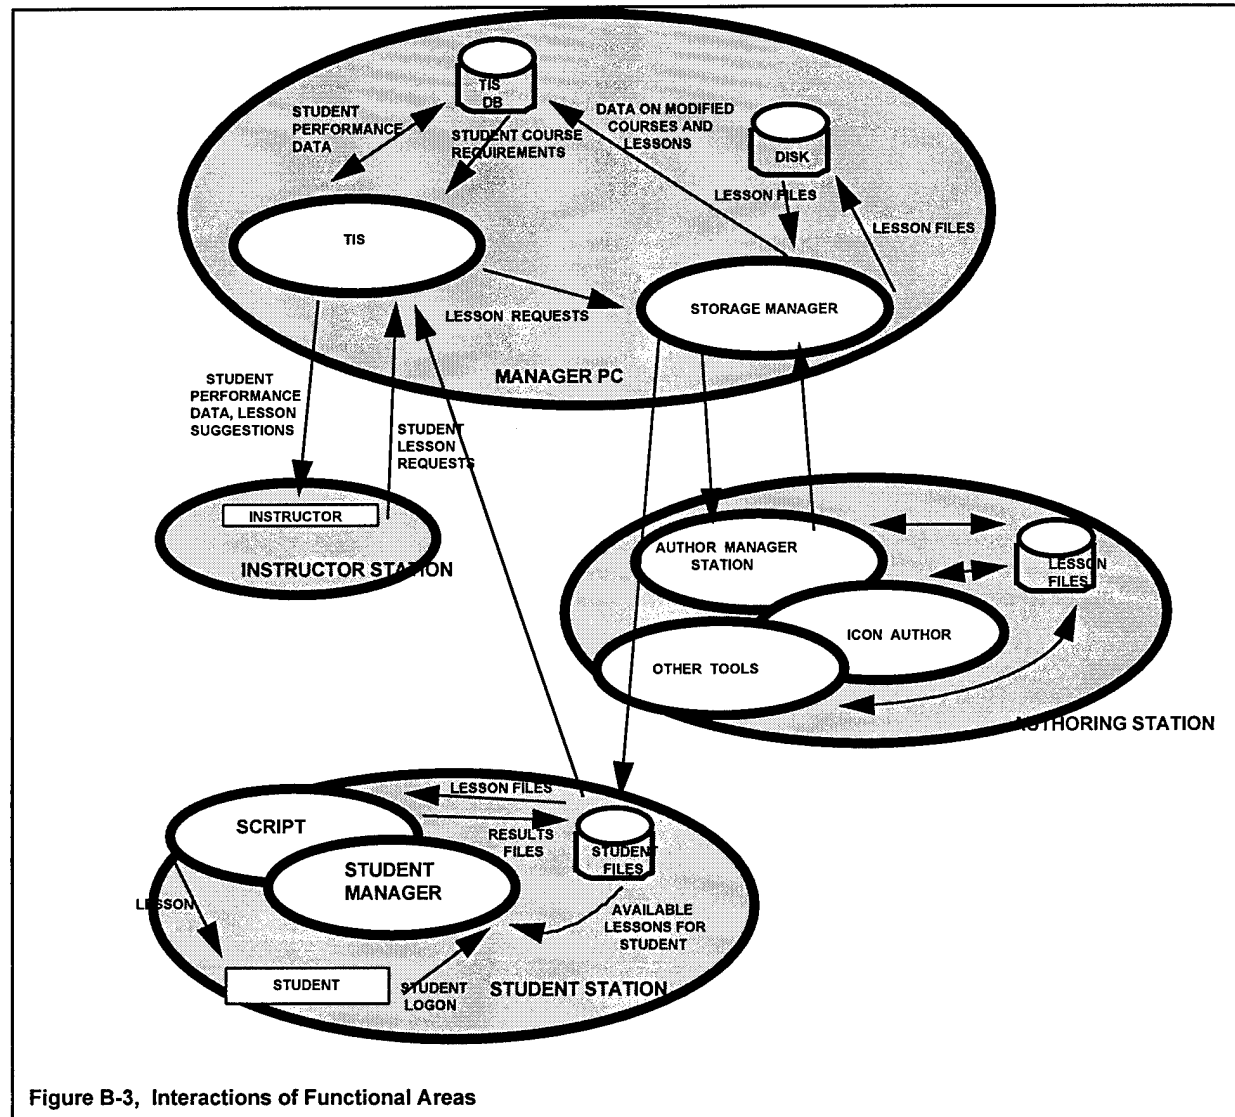 TIS
DB
STUDENT
PERFORMANCE
DATA
DATA ON MODIFIED
COURSES AND
LESSONS
STUDENT COURSE
REQUIREMENTS
DISK
LESSON FILES
LESSON FILES
TIS
LESSON REQUESTS
STORAGE MANAGER
MANAGER PC
STUDENT
PERFORMANCE
DATA, LESSON
SUGGESTIONS
STUDENT
LESSON
REQUESTS
INSTRUCTOR
INSTRUCTOR STATION
AUTHOR MANAGER
STATION
LESSON
FILES
ICON AUTHOR
OTHER TOOLS
AUTHORING STATION
LESSON FILES
SCRIPT
RESULTS
FILES
STUDENT
FILES
STUDENT
MANAGER
LESSON
AVAILABLE
LESSONS FOR
STUDENT
STUDENT
STUDENT
LOGON
STUDENT STATION
Figure B-3, Interactions of Functional Areas